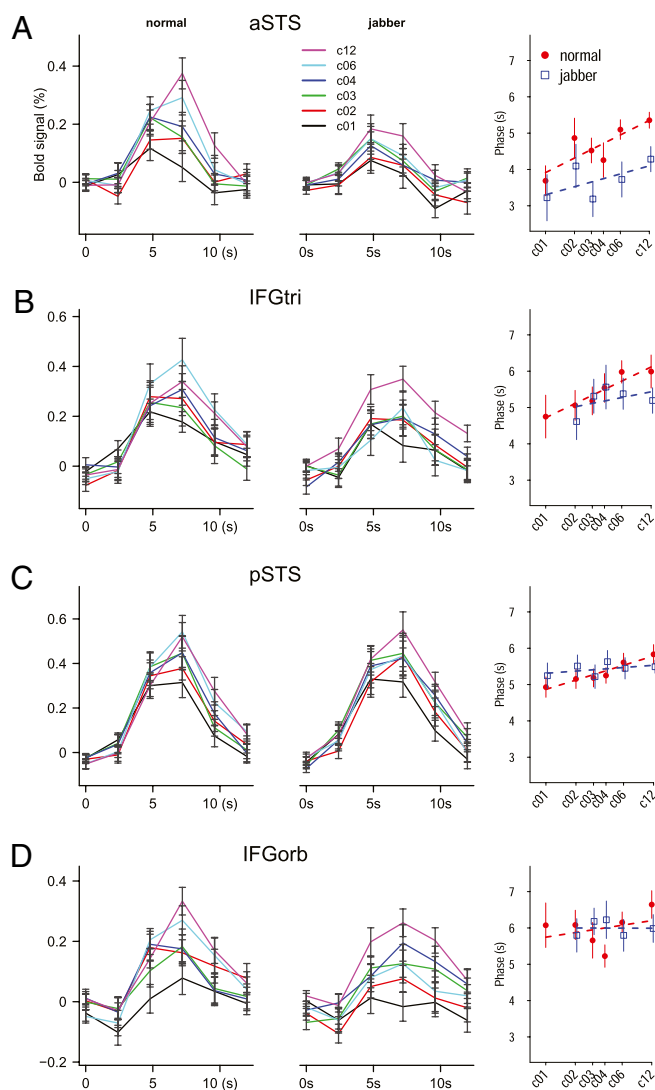 A
normal
aSTS
jabber
c12
c06
c04
c03
c02
c01
Bold signal (%)
0.4
0.2
0
0
5
10 (s)
0s
5s
10s
normal
jabber
Phase (s)
6
5
4
3
c01
c02
c03
c04
c06
c12
B
IFGtri
0.6
0.4
0.2
0
0
5
10 (s)
0s
5s
10s
Phase (s)
7
6
5
4
3
c01
c02
c03
c04
c06
c12
C
pSTS
0.6
0.4
0.2
0
0
5
10 (s)
0s
5s
10s
Phase (s)
7
6
5
4
3
c01
c02
c03
c04
c06
c12
D
IFGorb
0.4
0.2
0
−0.2
0
5
10 (s)
0s
5s
10s
Phase (s)
7
6
5
4
3
c01
c02
c03
c04
c06
c12